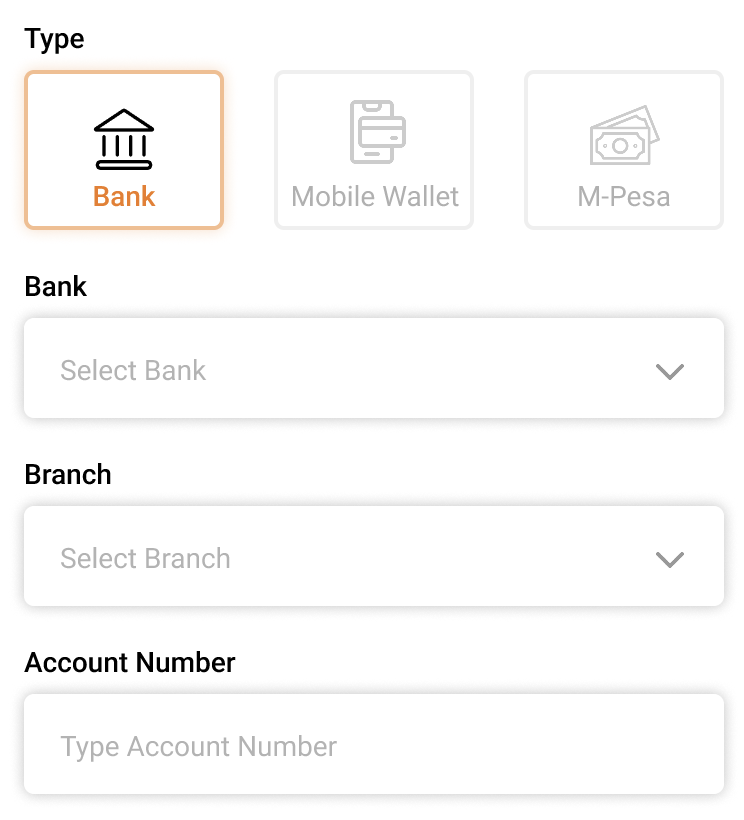 Type
Bank
Mobile Wallet
M-Pesa
Bank
Select Bank
Branch
Select Branch
Account Number
Type Account Number